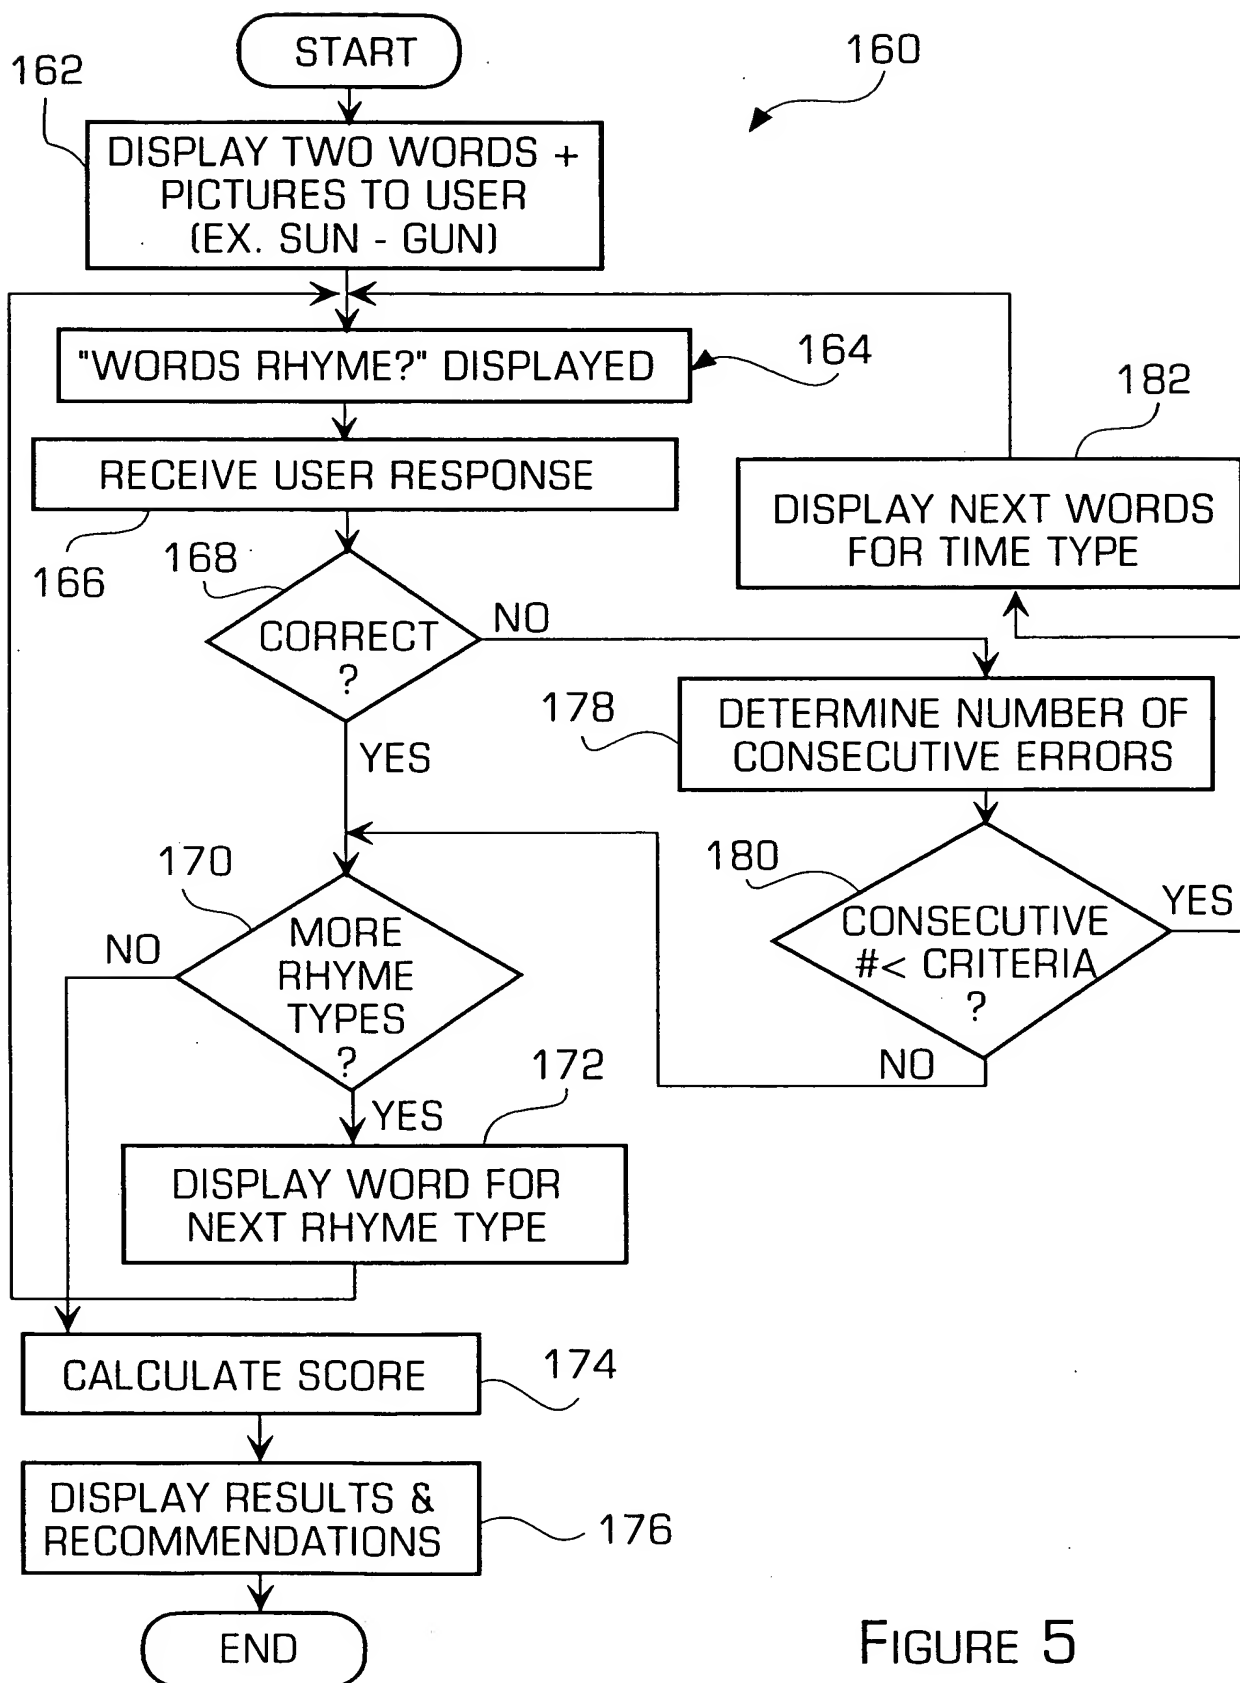 START
160
162
DISPLAY TWO WORDS +
PICTURES TO USER
(EX. SUN - GUN)
"WORDS RHYME?" DISPLAYED
164
182
RECEIVE USER RESPONSE
DISPLAY NEXT WORDS
FOR TIME TYPE
166
168
CORRECT
?
NO
YES
178
DETERMINE NUMBER OF
CONSECUTIVE ERRORS
170
180
NO
MORE
RHYME
TYPES
?
CONSECUTIVE
#< CRITERIA
?
YES
NO
YES
172
DISPLAY WORD FOR
NEXT RHYME TYPE
CALCULATE SCORE
174
DISPLAY RESULTS &
RECOMMENDATIONS
176
END
FIGURE 5